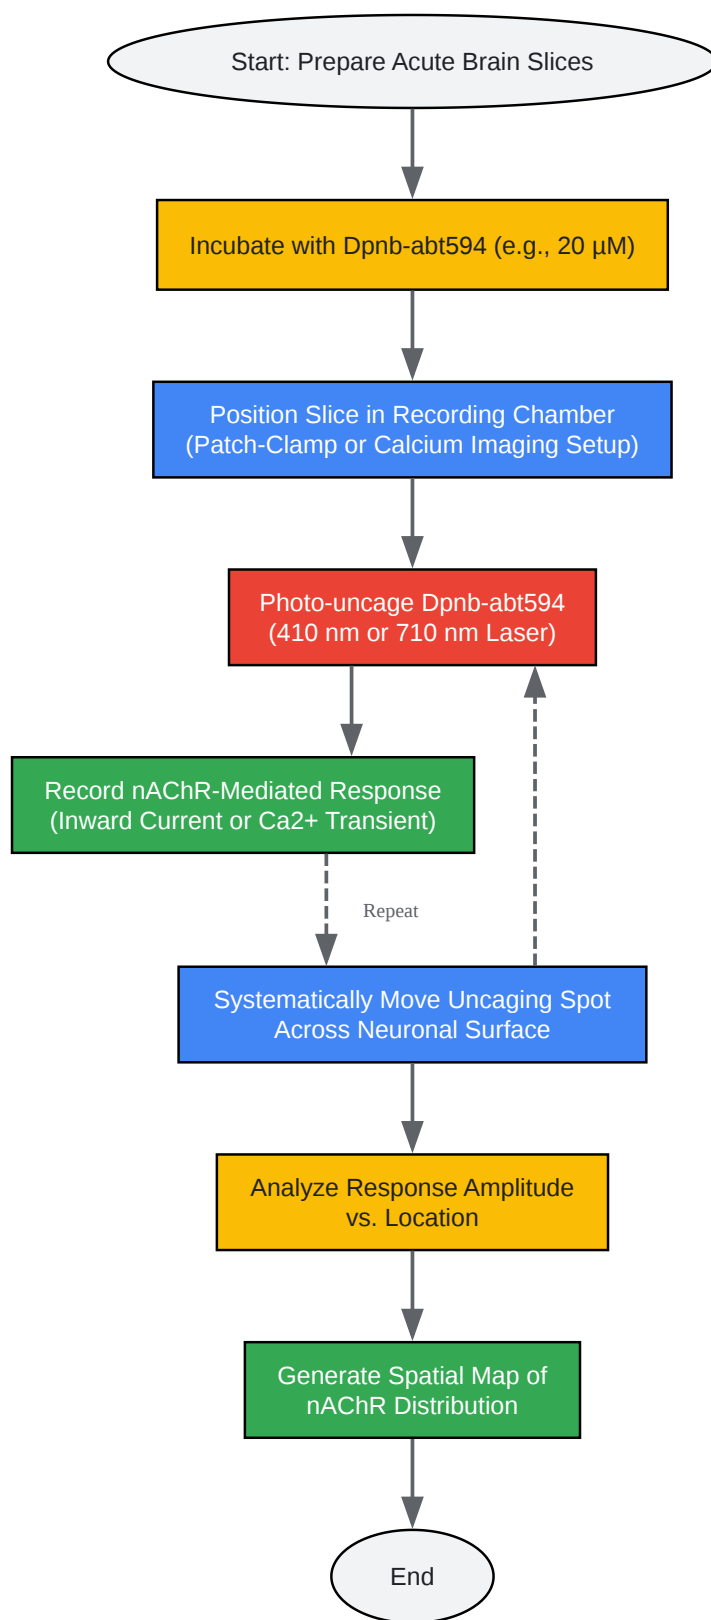 Start: Prepare Acute Brain Slices
Incubate with Dpnb-abt594 (e.g., 20 µM)
Position Slice in Recording Chamber
(Patch-Clamp or Calcium Imaging Setup)
Photo-uncage Dpnb-abt594
(410 nm or 710 nm Laser)
Record nAChR-Mediated Response
(Inward Current or Ca2+ Transient)
Repeat
Systematically Move Uncaging Spot
Across Neuronal Surface
Analyze Response Amplitude
vs. Location
Generate Spatial Map of
nAChR Distribution
End